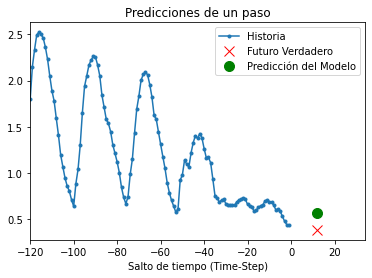 Predicciones de un paso
Historia
Futuro Verdadero
Predicción del Modelo
2.5
2.0
1.5
1.0
0.5
−120 −100 −80 −60 −40 −20 0 20
Salto de tiempo (Time-Step)